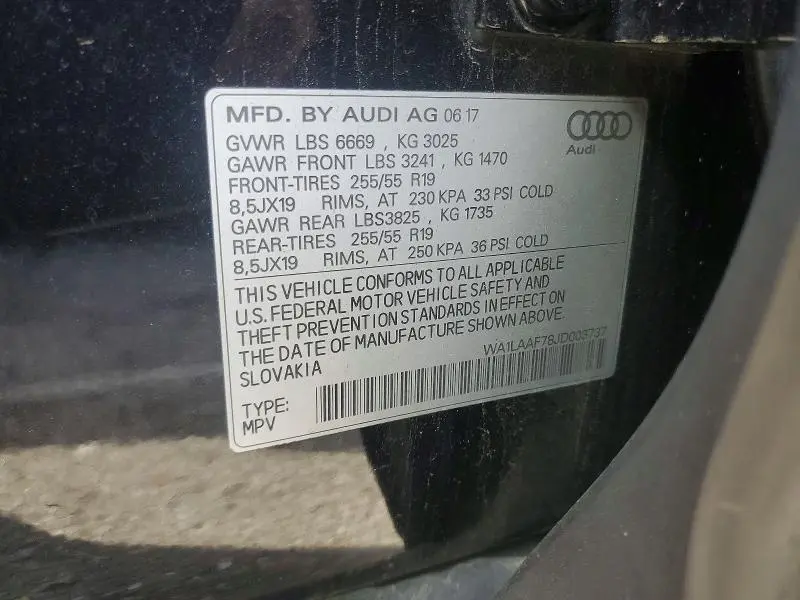 MFD. BY AUDI AG 06 17
Audi
GVWR LBS 6669 , KG 3025
GAWR FRONT LBS 3241 , KG 1470
FRONT-TIRES 255/55 R19
8,5JX19 RIMS, AT 230 KPA 33 PSI COLD
GAWR REAR LBS3825 , KG 1735
REAR-TIRES 255/55 R19
8,5JX19 RIMS, AT 250 KPA 36 PSI COLD
THIS VEHICLE CONFORMS TO ALL APPLICABLE
U.S. FEDERAL MOTOR VEHICLE SAFETY AND
THEFT PREVENTION STANDARDS IN EFFECT ON
THE DATE OF MANUFACTURE SHOWN ABOVE.
SLOVAKIA
WA1LAAF78JD003737
TYPE:
MPV